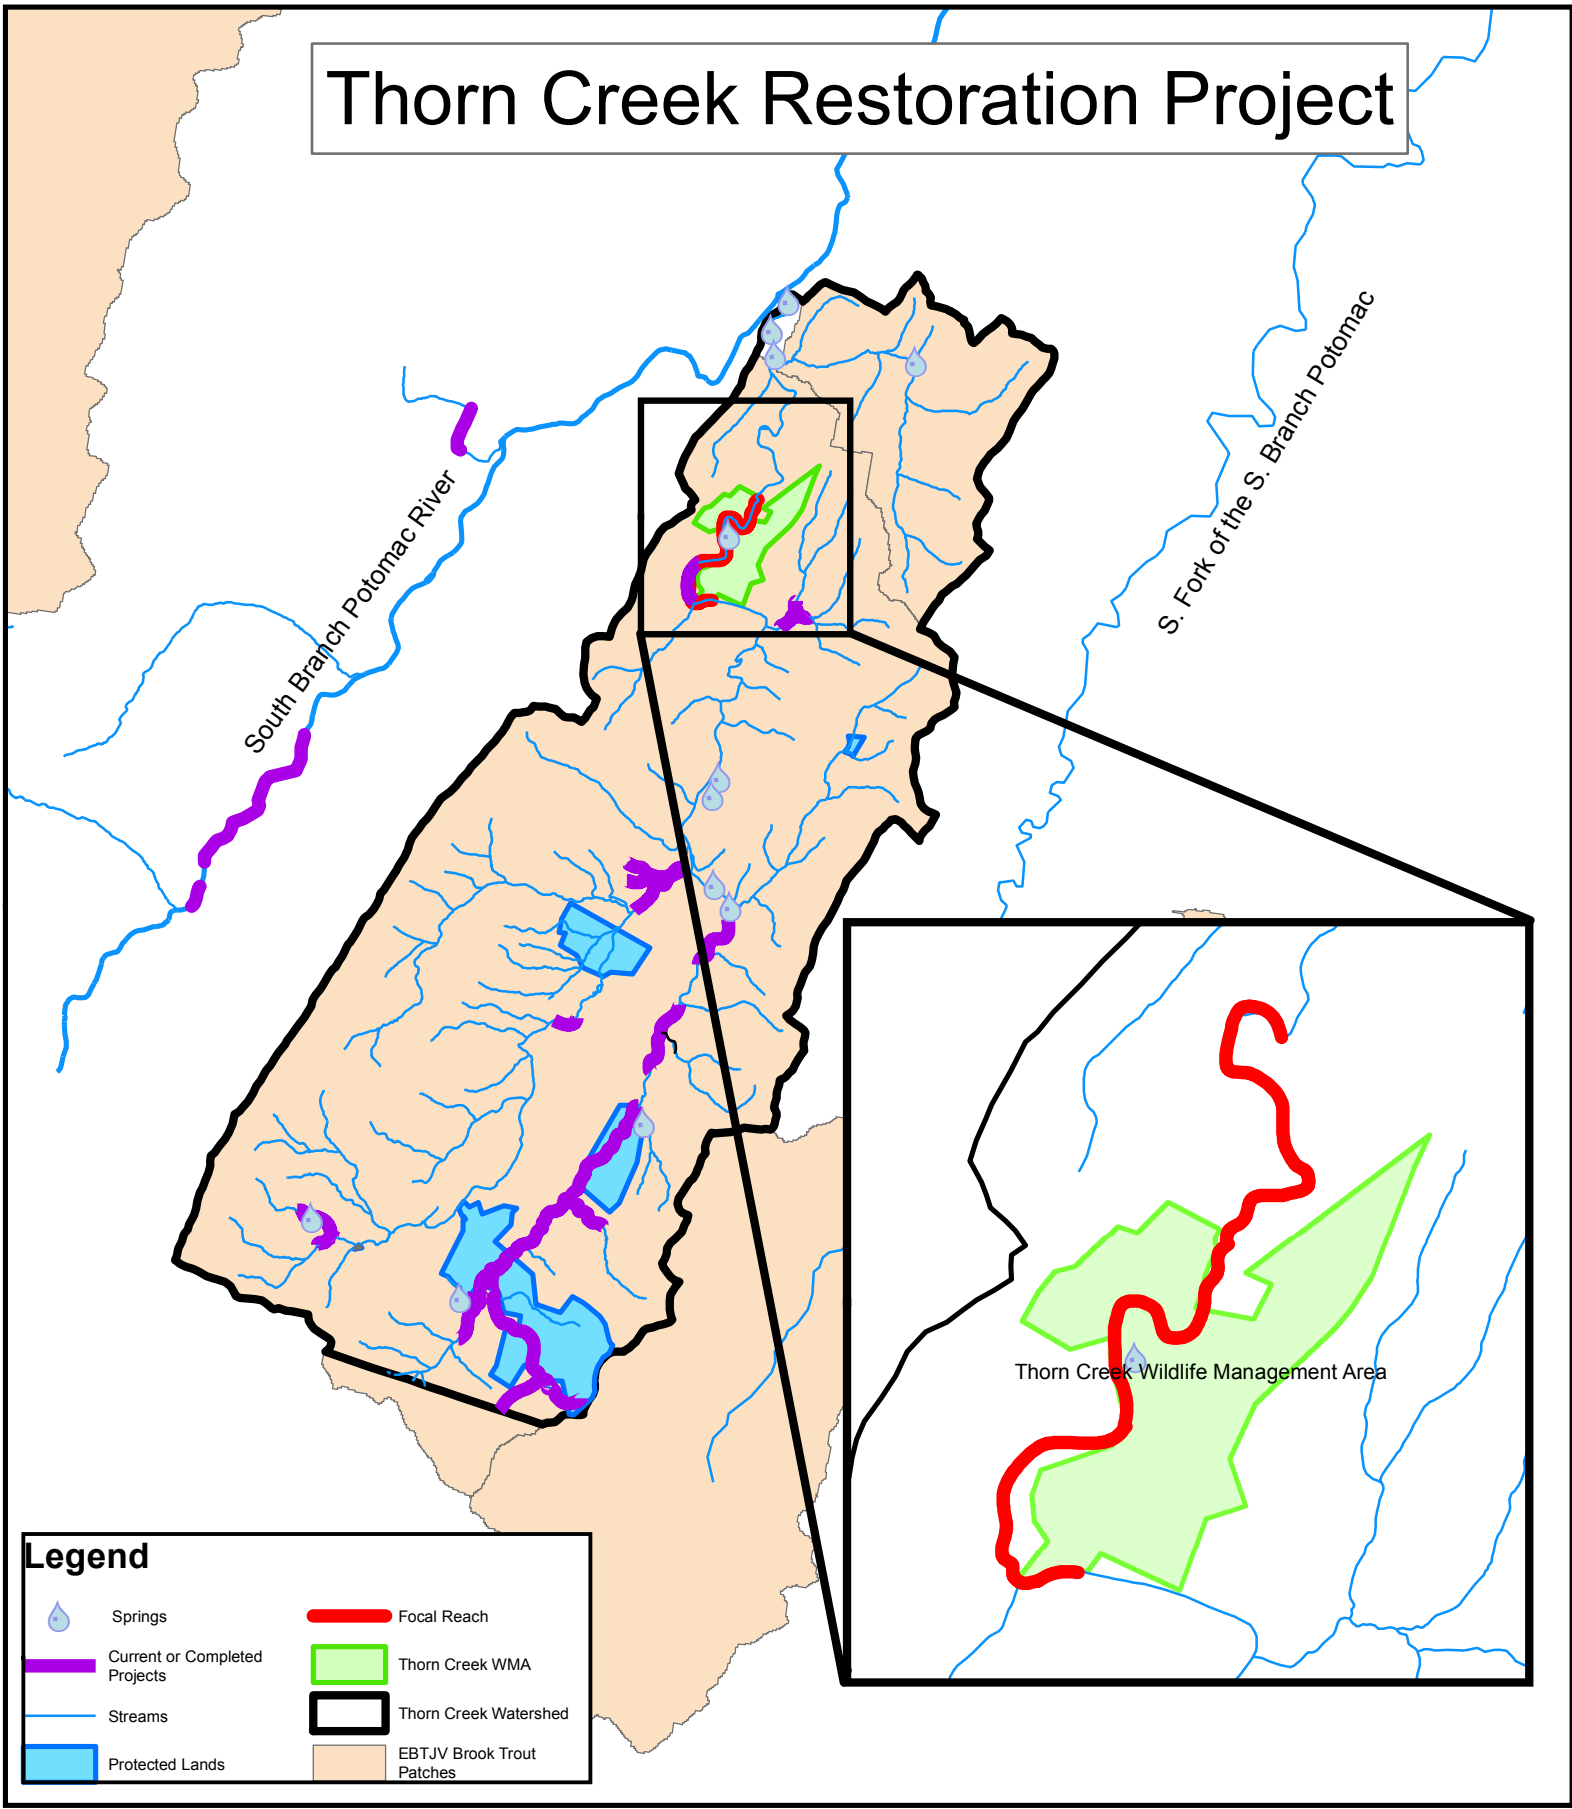 Thorn Creek Restoration Project
South Branch Potomac River
S. Fork of the S. Branch Potomac
Thorn Creek Wildlife Management Area
Legend
Springs
Current or Completed
Projects
Streams
Protected Lands
Focal Reach
Thorn Creek WMA
Thorn Creek Watershed
EBTJV Brook Trout
Patches